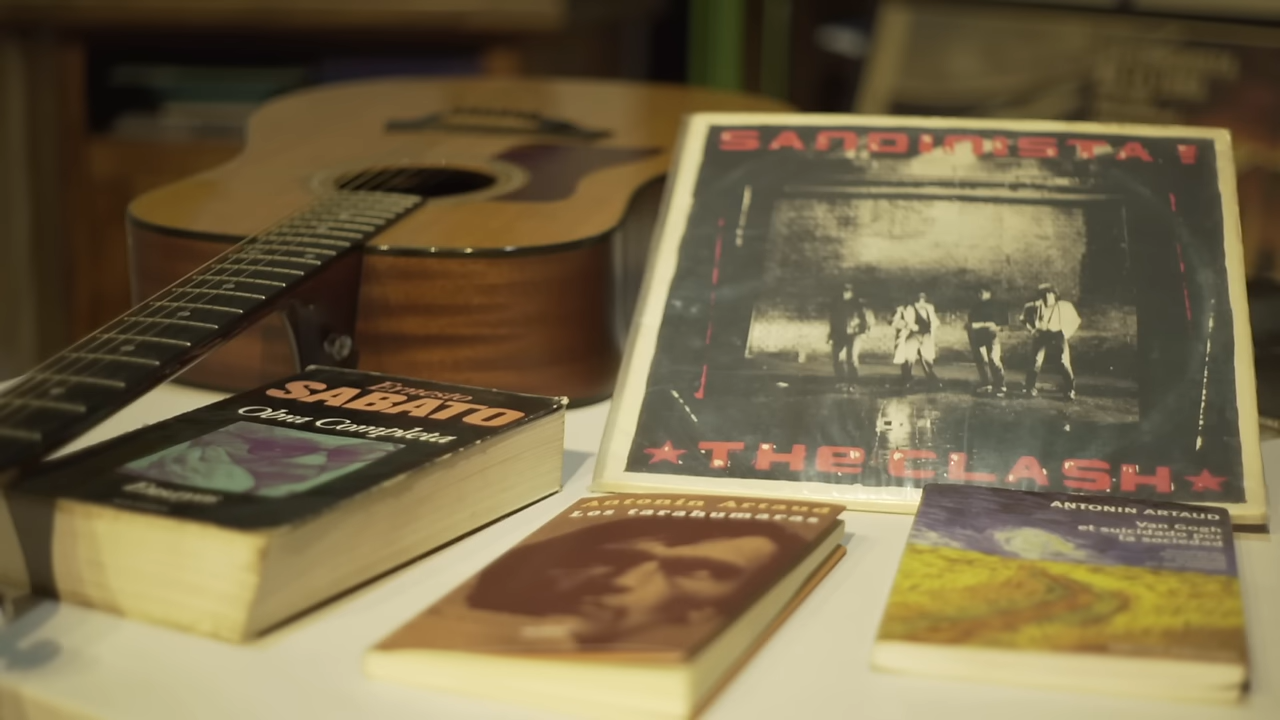 SANDINISTA!
THE CLASH
Ernesto
SABATO
Obra Completa
Antonin Artaud
Los tarahumaras
ANTONIN ARTAUD
Van Gogh
el suicidado por
la sociedad